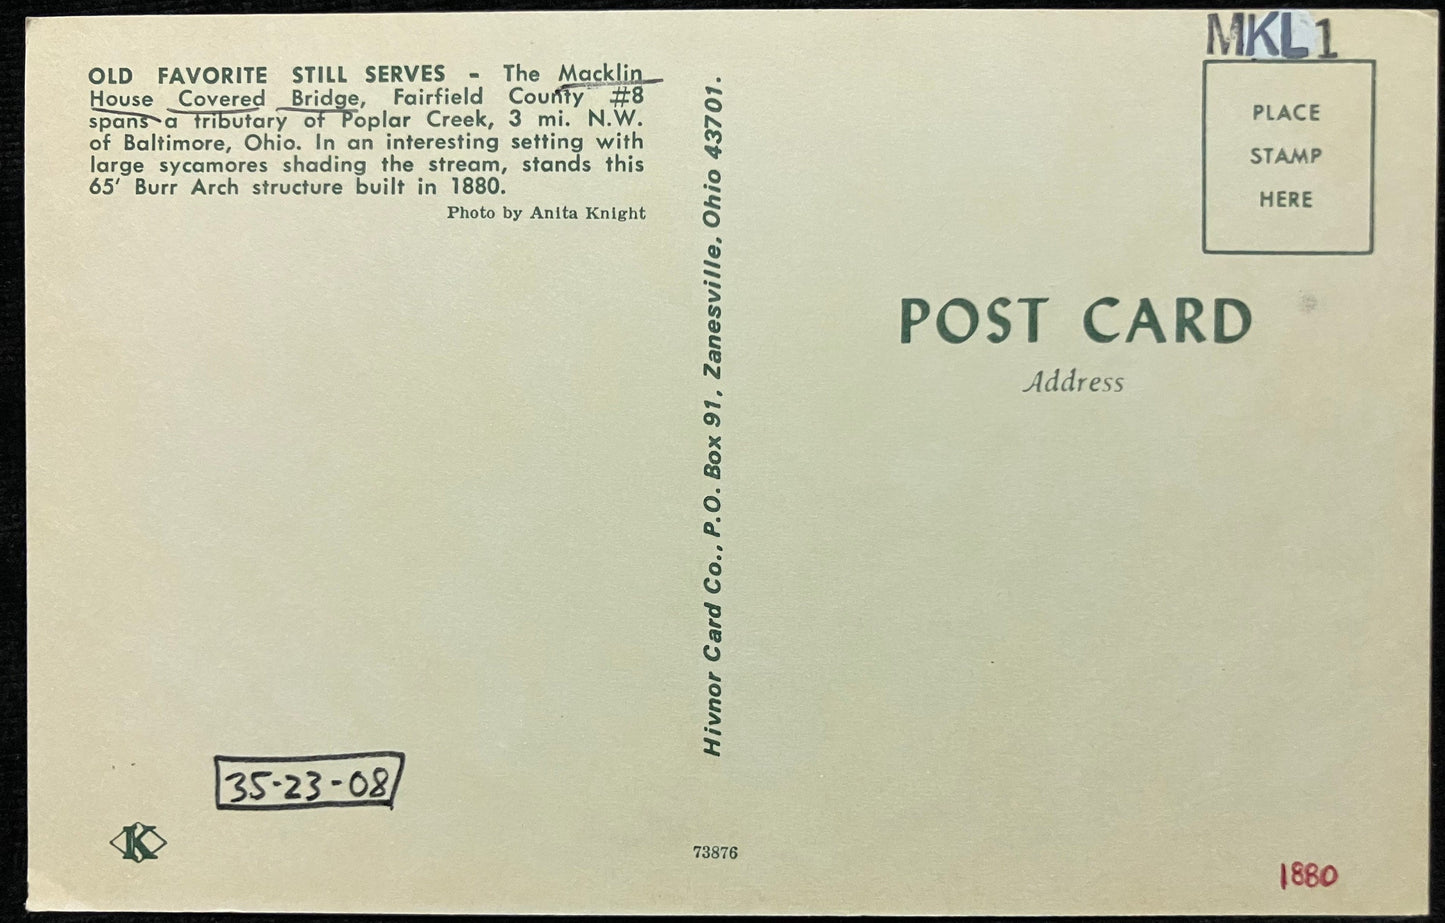 MKL1
OLD FAVORITE STILL SERVES - The Macklin
House Covered Bridge, Fairfield County #8
spans a tributary of Poplar Creek, 3 mi. N.W.
of Baltimore, Ohio. In an interesting setting with
large sycamores shading the stream, stands this
65' Burr Arch structure built in 1880.
Photo by Anita Knight
Hivnor Card Co., P.O. Box 91, Zanesville, Ohio 43701.
PLACE
STAMP
HERE
POST CARD
Address
35-23-08
K
73876
1880